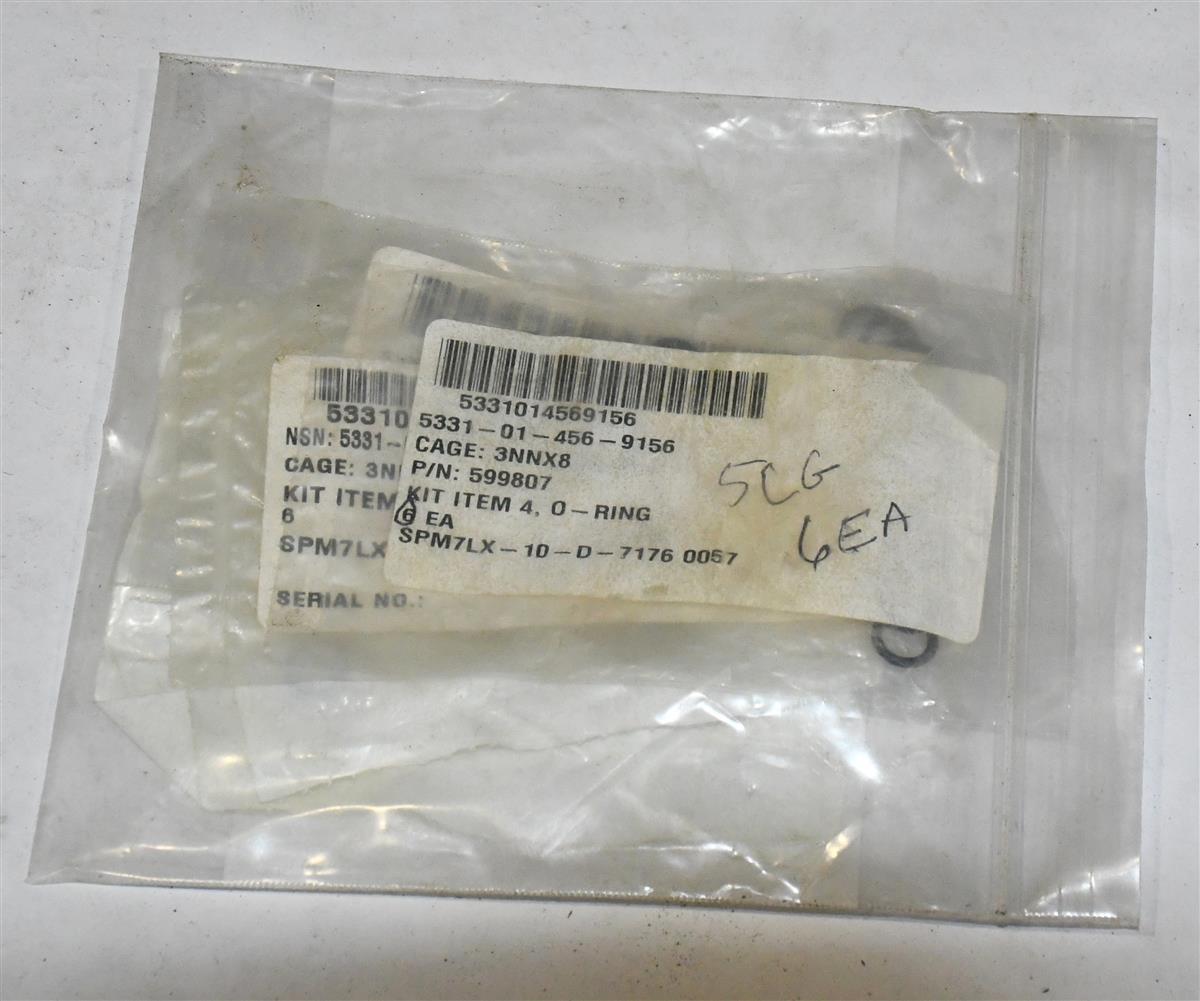 5331014569156
5331-01-456-9156
CAGE: 3NNX8
P/N: 599807
KIT ITEM 4, O-RING
6 EA
SPM7LX-10-D-7176 0057
5CG
6EA
53310
NSN: 5331-
CAGE: 3N
KIT ITEM
6
SPM7LX
SERIAL NO.: